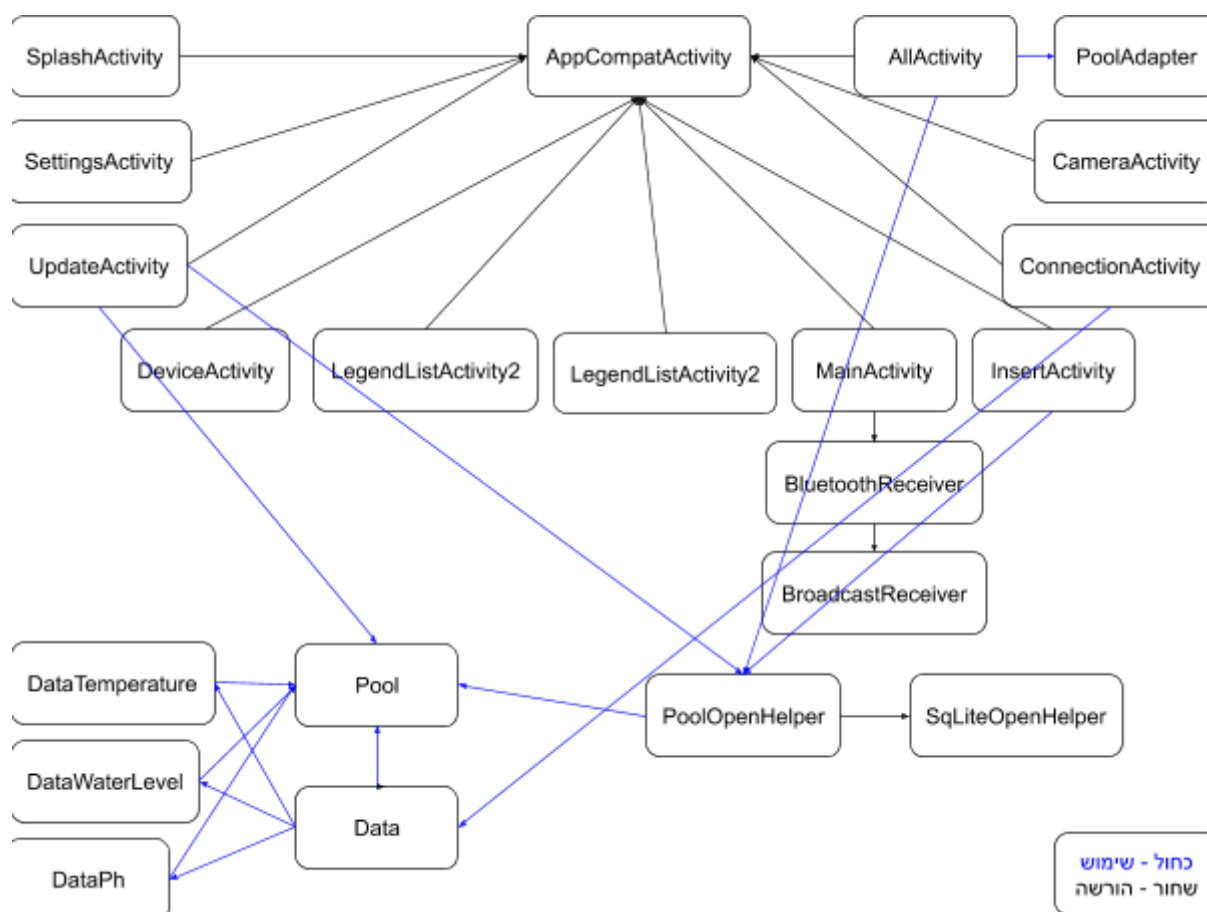 SplashActivity
AppCompatActivity
AllActivity
PoolAdapter
SettingsActivity
CameraActivity
UpdateActivity
ConnectionActivity
DeviceActivity
LegendListActivity2
LegendListActivity2
MainActivity
InsertActivity
BluetoothReceiver
BroadcastReceiver
DataTemperature
Pool
PoolOpenHelper
SqLiteOpenHelper
DataWaterLevel
Data
DataPh
כחול - שימוש
שחור - הורשה